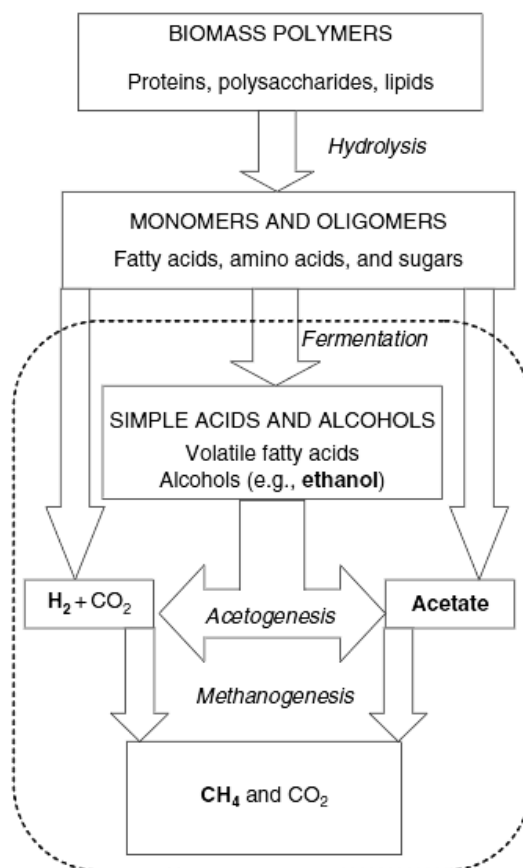 BIOMASS POLYMERS
Proteins, polysaccharides, lipids
Hydrolysis
MONOMERS AND OLIGOMERS
Fatty acids, amino acids, and sugars
Fermentation
SIMPLE ACIDS AND ALCOHOLS
Volatile fatty acids
Alcohols (e.g., ethanol)
H₂ + CO₂
Acetogenesis
Acetate
Methanogenesis
CH₄ and CO₂